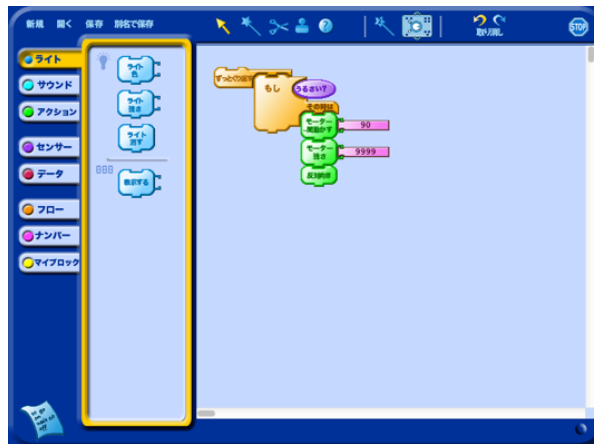 新規 開く 保存 別名で保存
取り消し
STOP
ライト
サウンド
アクション
センサー
データ
フロー
ナンバー
マイブロック
ライト
色
ライト
強さ
ライト
消す
表示する
もし
うるさい?
その時は
モーター
一間動かす
90
モーター
強さ
9999
反対向き